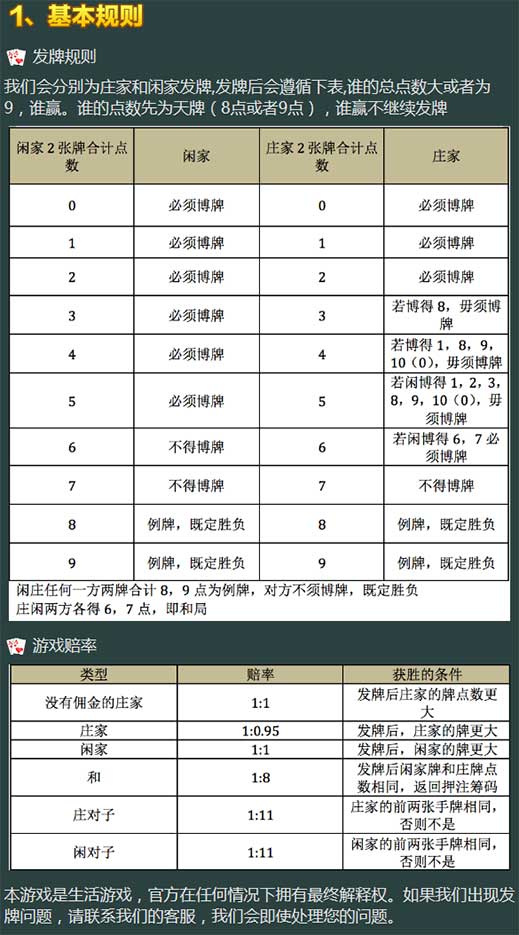 1、基本规则
发牌规则
我们会分别为庄家和闲家发牌,发牌后会遵循下表,谁的总点数大或者为
9，谁赢。谁的点数先为天牌（8点或者9点），谁赢不继续发牌
闲家 2 张牌合计点数 闲家 庄家 2 张牌合计点数 庄家
0 必须博牌 0 必须博牌
1 必须博牌 1 必须博牌
2 必须博牌 2 必须博牌
3 必须博牌 3 若博得 8，毋须博牌
4 必须博牌 4 若博得 1，8，9，10（0），毋须博牌
5 必须博牌 5 若闲博得 1，2，3，8，9，10（0），毋须博牌
6 不得博牌 6 若闲博得 6，7 必须博牌
7 不得博牌 7 不得博牌
8 例牌，既定胜负 8 例牌，既定胜负
9 例牌，既定胜负 9 例牌，既定胜负
闲庄任何一方两牌合计 8，9 点为例牌，对方不须博牌，既定胜负
庄闲两方各得 6，7 点，即和局
游戏赔率
类型 赔率 获胜的条件
没有佣金的庄家 1:1 发牌后庄家的牌点数更大
庄家 1:0.95 发牌后，庄家的牌更大
闲家 1:1 发牌后，闲家的牌更大
和 1:8 发牌后闲家牌和庄牌点数相同，返回押注筹码
庄对子 1:11 庄家的前两张手牌相同，否则不是
闲对子 1:11 闲家的前两张手牌相同，否则不是
本游戏是生活游戏，官方在任何情况下拥有最终解释权。如果我们出现发
牌问题，请联系我们的客服，我们会即使处理您的问题。